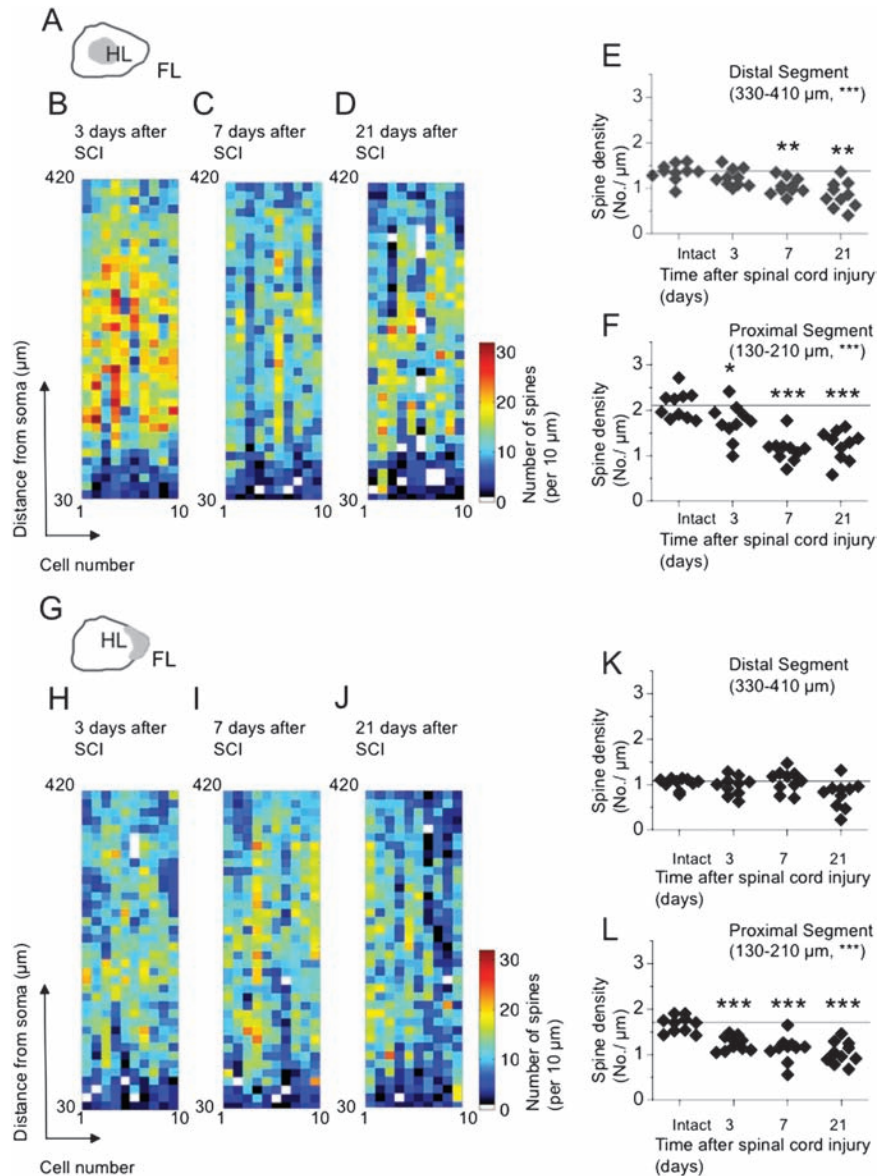 A
HL
FL
B
C
D
3 days after
SCI
7 days after
SCI
21 days after
SCI
420
30
1
10
1
10
1
10
Distance from soma (µm)
Cell number
30
20
10
0
Number of spines
(per 10 µm)
E
Distal Segment
(330-410 µm, ***)
3
2
1
0
Spine density
(No./ µm)
**
**
Intact
3
7
21
Time after spinal cord injury
(days)
F
Proximal Segment
(130-210 µm, ***)
3
2
1
0
Spine density
(No./ µm)
*
***
***
Intact
3
7
21
Time after spinal cord injury
(days)
G
HL
FL
H
I
J
3 days after
SCI
7 days after
SCI
21 days after
SCI
420
30
1
10
1
10
1
10
Distance from soma (µm)
Cell number
30
20
10
0
Number of spines
(per 10 µm)
K
Distal Segment
(330-410 µm)
3
2
1
0
Spine density
(No./ µm)
Intact
3
7
21
Time after spinal cord injury
(days)
L
Proximal Segment
(130-210 µm, ***)
3
2
1
0
Spine density
(No./ µm)
***
***
***
Intact
3
7
21
Time after spinal cord injury
(days)